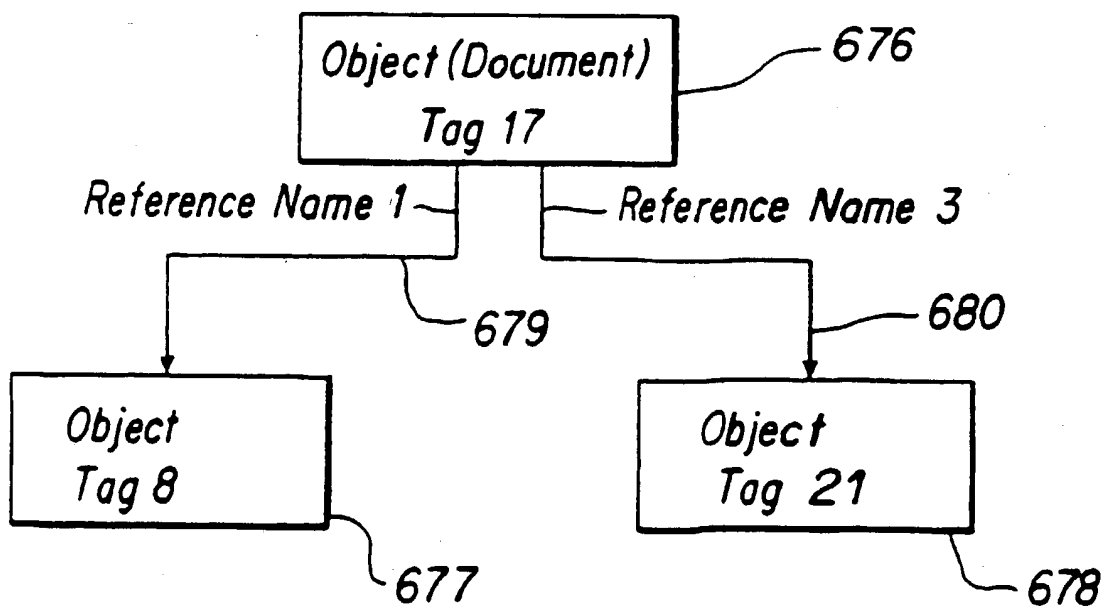 Object (Document)
Tag 17
676
Reference Name 1
Reference Name 3
679
680
Object
Tag 8
677
Object
Tag 21
678